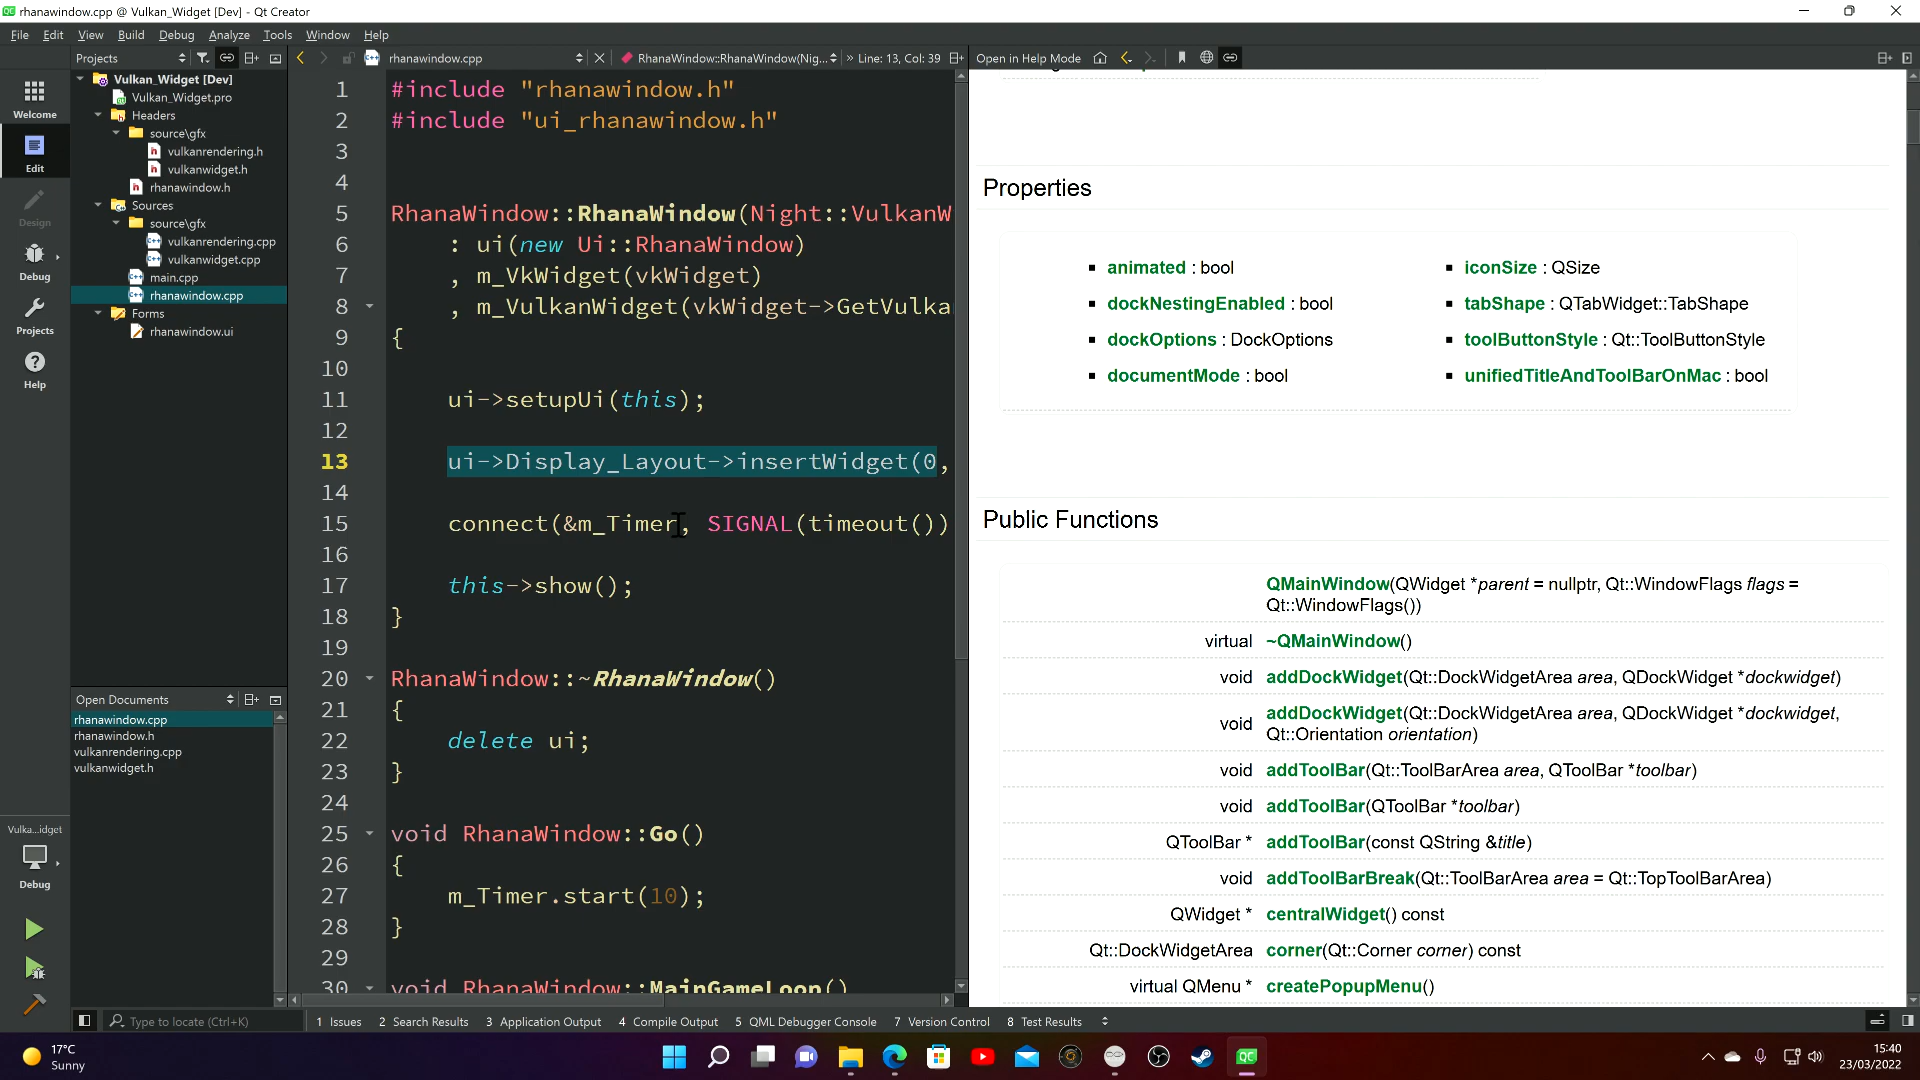 rhanawindow.cpp @ Vulkan_Widget [Dev] - Qt Creator
File Edit View Build Debug Analyze Tools Window Help
Projects
rhanawindow.cpp
RhanaWindow::RhanaWindow(Nig...
» Line: 13, Col: 39
Open in Help Mode
Welcome
Edit
Design
Debug
Projects
Help
Vulkan_Widget [Dev]
Vulkan_Widget.pro
Headers
source\gfx
vulkanrendering.h
vulkanwidget.h
rhanawindow.h
Sources
source\gfx
vulkanrendering.cpp
vulkanwidget.cpp
main.cpp
rhanawindow.cpp
Forms
rhanawindow.ui
Open Documents
rhanawindow.cpp
rhanawindow.h
vulkanrendering.cpp
vulkanwidget.h
Vulka...idget
Debug
1 #include "rhanawindow.h"
2 #include "ui_rhanawindow.h"
3
4
5 RhanaWindow::RhanaWindow(Night::VulkanW
6 : ui(new Ui::RhanaWindow)
7 , m_VkWidget(vkWidget)
8 , m_VulkanWidget(vkWidget->GetVulka
9 {
10
11 ui->setupUi(this);
12
13 ui->Display_Layout->insertWidget(0,
14
15 connect(&m_Timer, SIGNAL(timeout())
16
17 this->show();
18 }
19
20 RhanaWindow::~RhanaWindow()
21 {
22 delete ui;
23 }
24
25 void RhanaWindow::Go()
26 {
27 m_Timer.start(10);
28 }
29
30 void RhanaWindow::MainGameLoop()
Properties
animated : bool
dockNestingEnabled : bool
dockOptions : DockOptions
documentMode : bool
iconSize : QSize
tabShape : QTabWidget::TabShape
toolButtonStyle : Qt::ToolButtonStyle
unifiedTitleAndToolBarOnMac : bool
Public Functions
QMainWindow(QWidget *parent = nullptr, Qt::WindowFlags flags =
Qt::WindowFlags())
virtual ~QMainWindow()
void addDockWidget(Qt::DockWidgetArea area, QDockWidget *dockwidget)
void addDockWidget(Qt::DockWidgetArea area, QDockWidget *dockwidget,
Qt::Orientation orientation)
void addToolBar(Qt::ToolBarArea area, QToolBar *toolbar)
void addToolBar(QToolBar *toolbar)
QToolBar * addToolBar(const QString &title)
void addToolBarBreak(Qt::ToolBarArea area = Qt::TopToolBarArea)
QWidget * centralWidget() const
Qt::DockWidgetArea corner(Qt::Corner corner) const
virtual QMenu * createPopupMenu()
Type to locate (Ctrl+K)
1 Issues 2 Search Results 3 Application Output 4 Compile Output 5 QML Debugger Console 7 Version Control 8 Test Results
17°C
Sunny
QC
15:40
23/03/2022